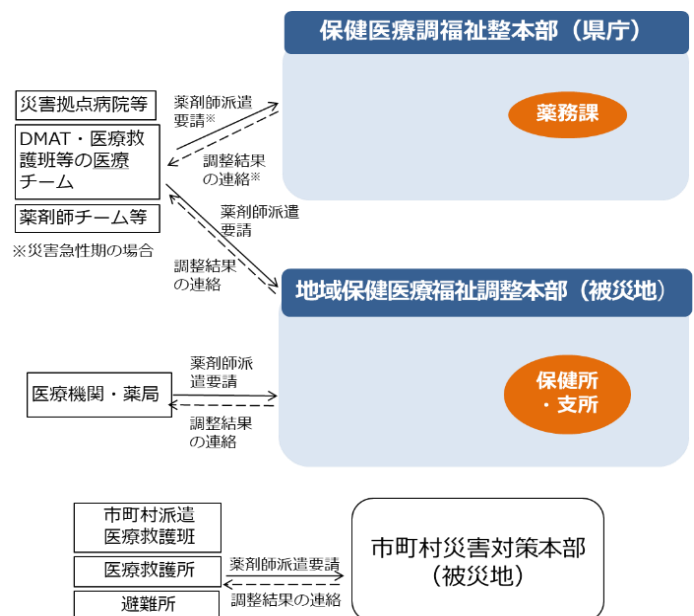 保健医療調福祉整本部（県庁）
薬務課
災害拠点病院等
DMAT・医療救
護班等の医療
チーム
薬剤師チーム等
※災害急性期の場合
薬剤師派遣
要請※
調整結果
の連絡※
薬剤師派遣
要請
調整結果
の連絡
地域保健医療福祉調整本部（被災地）
保健所
・支所
医療機関・薬局
薬剤師派
遣要請
調整結果
の連絡
市町村派遣
医療救護班
医療救護所
避難所
薬剤師派遣要請
調整結果の連絡
市町村災害対策本部
（被災地）